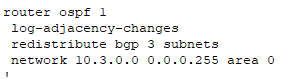 router ospf 1
log-adjacency-changes
redistribute bgp 3 subnets
network 10.3.0.0 0.0.0.255 area 0
!